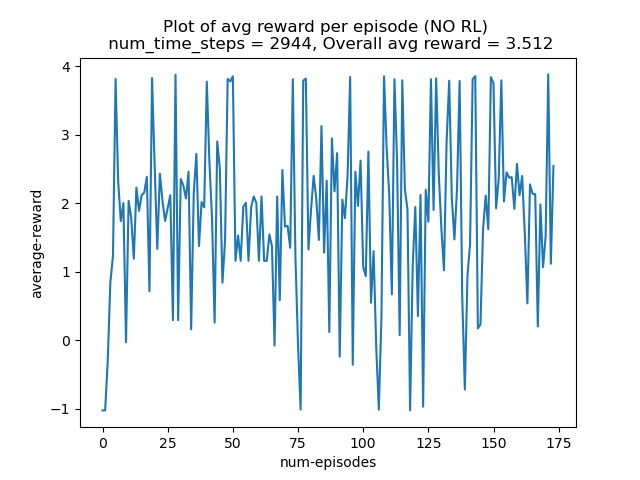 Plot of avg reward per episode (NO RL)
num_time_steps = 2944, Overall avg reward = 3.512
4
3
2
1
0
−1
average-reward
0 25 50 75 100 125 150 175
num-episodes